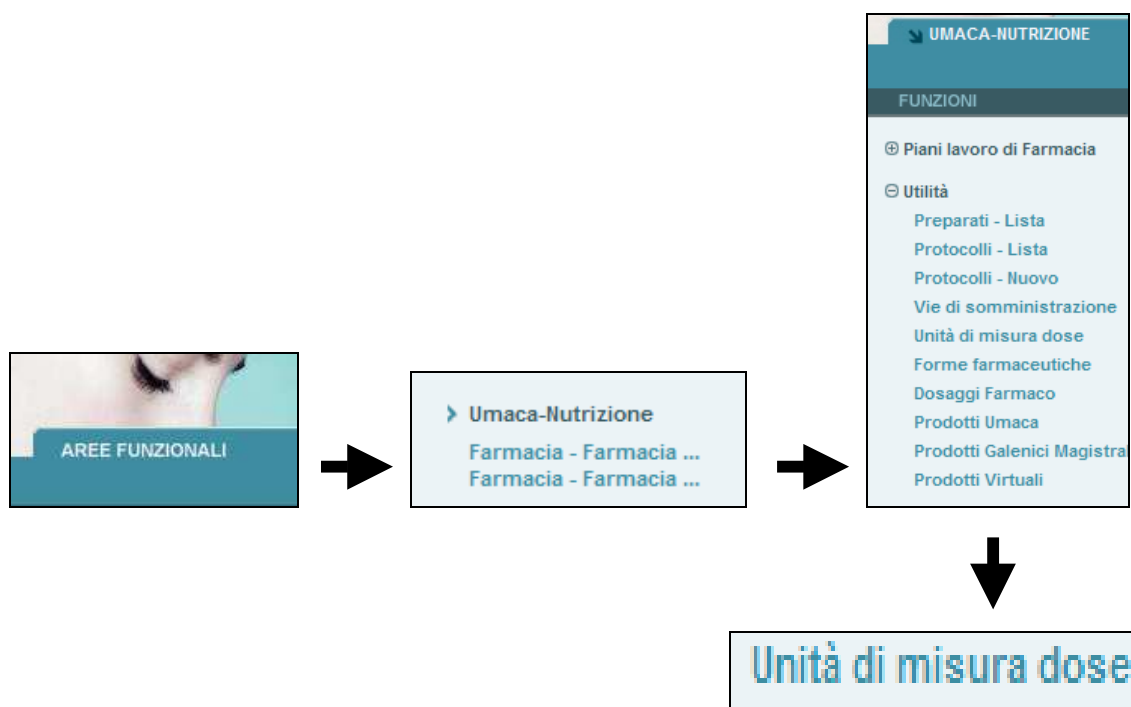 AREE FUNZIONALI
Umaca-Nutrizione
Farmacia - Farmacia ...
Farmacia - Farmacia ...
UMACA-NUTRIZIONE
FUNZIONI
Piani lavoro di Farmacia
Utilità
Preparati - Lista
Protocolli - Lista
Protocolli - Nuovo
Vie di somministrazione
Unità di misura dose
Forme farmaceutiche
Dosaggi Farmaco
Prodotti Umaca
Prodotti Galenici Magistral
Prodotti Virtuali
Unità di misura dose